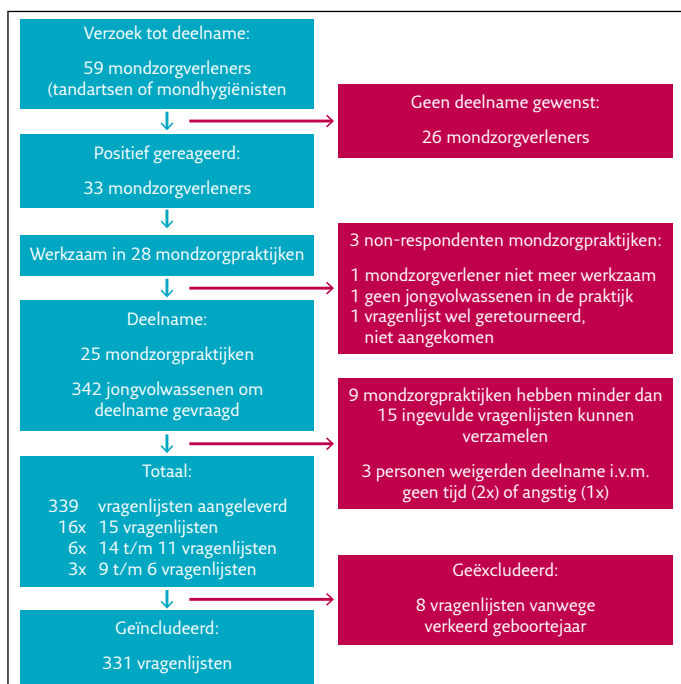 Verzoek tot deelname:
59 mondzorgverleners
(tandartsen of mondhygiënisten
Geen deelname gewenst:
26 mondzorgverleners
Positief gereageerd:
33 mondzorgverleners
Werkzaam in 28 mondzorgpraktijken
3 non-respondenten mondzorgpraktijken:
1 mondzorgverlener niet meer werkzaam
1 geen jongvolwassenen in de praktijk
1 vragenlijst wel geretourneerd,
niet aangekomen
Deelname:
25 mondzorgpraktijken
342 jongvolwassenen om
deelname gevraagd
9 mondzorgpraktijken hebben minder dan
15 ingevulde vragenlijsten kunnen
verzamelen
3 personen weigerden deelname i.v.m.
geen tijd (2x) of angstig (1x)
Totaal:
339 vragenlijsten aangeleverd
16x 15 vragenlijsten
6x 14 t/m 11 vragenlijsten
3x 9 t/m 6 vragenlijsten
Geëxcludeerd:
8 vragenlijsten vanwege
verkeerd geboortejaar
Geïncludeerd:
331 vragenlijsten